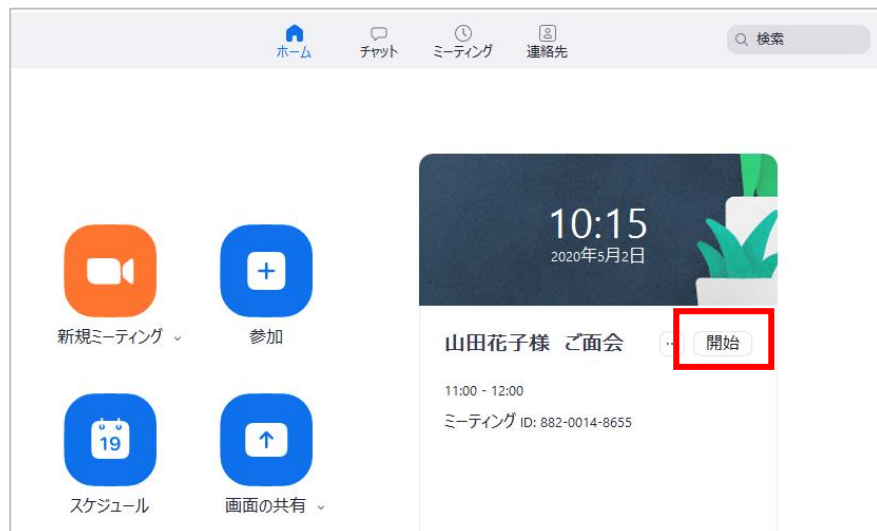 ホーム
チャット
ミーティング
連絡先
検索
10:15
2020年5月2日
新規ミーティング
参加
山田花子様 ご面会
... 開始
11:00 - 12:00
ミーティング ID: 882-0014-8655
19
スケジュール
画面の共有